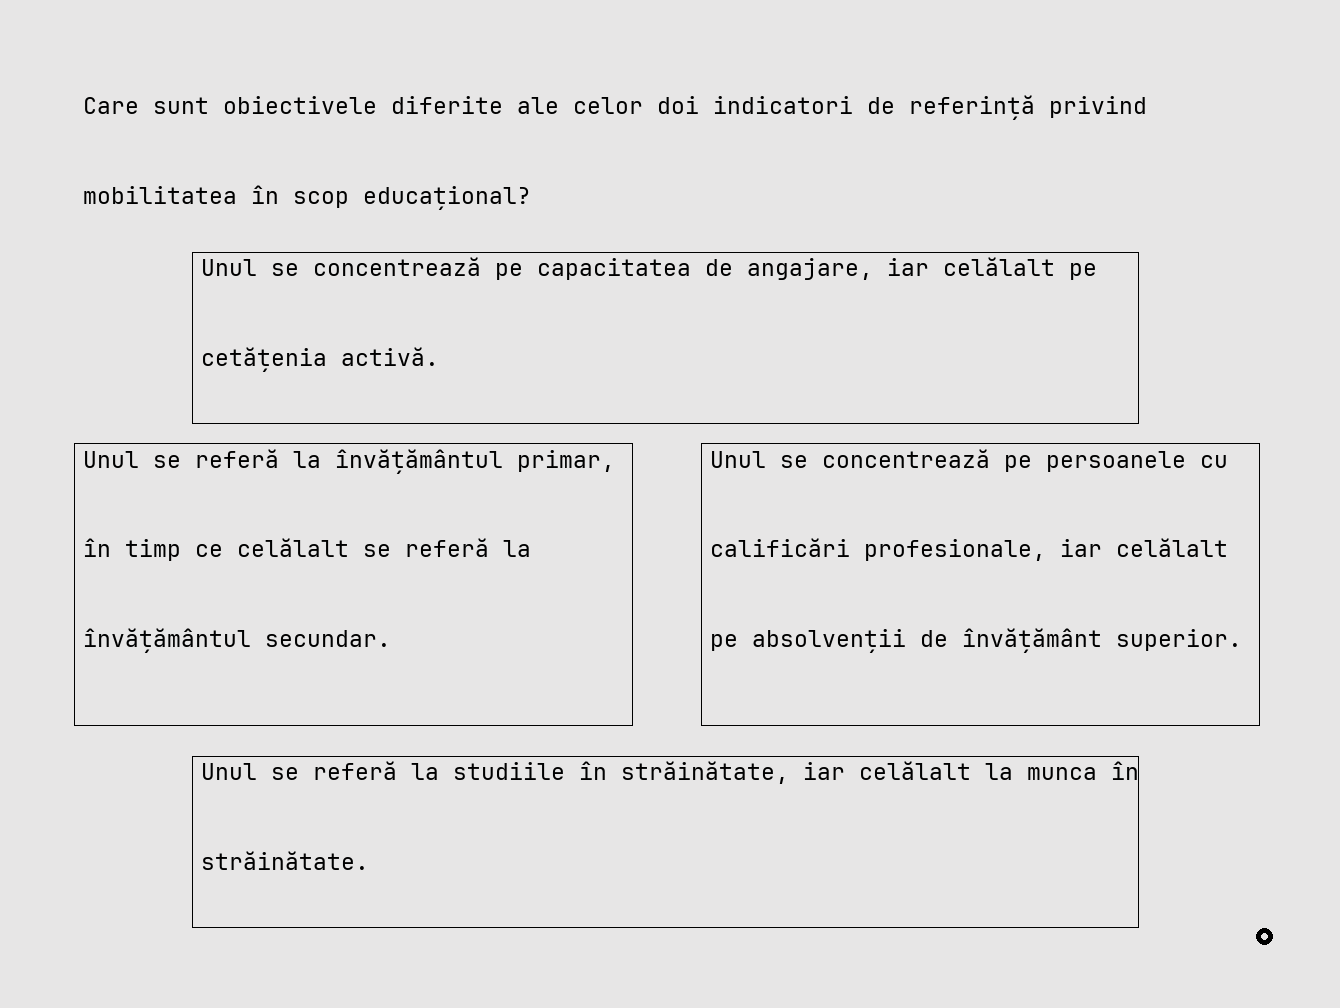 Care sunt obiectivele diferite ale celor doi indicatori de referință privind
mobilitatea în scop educațional?
Unul se concentrează pe capacitatea de angajare, iar celălalt pe
cetățenia activă.
Unul se referă la învățământul primar,
în timp ce celălalt se referă la
învățământul secundar.
Unul se concentrează pe persoanele cu
calificări profesionale, iar celălalt
pe absolvenții de învățământ superior.
Unul se referă la studiile în străinătate, iar celălalt la munca în
străinătate.